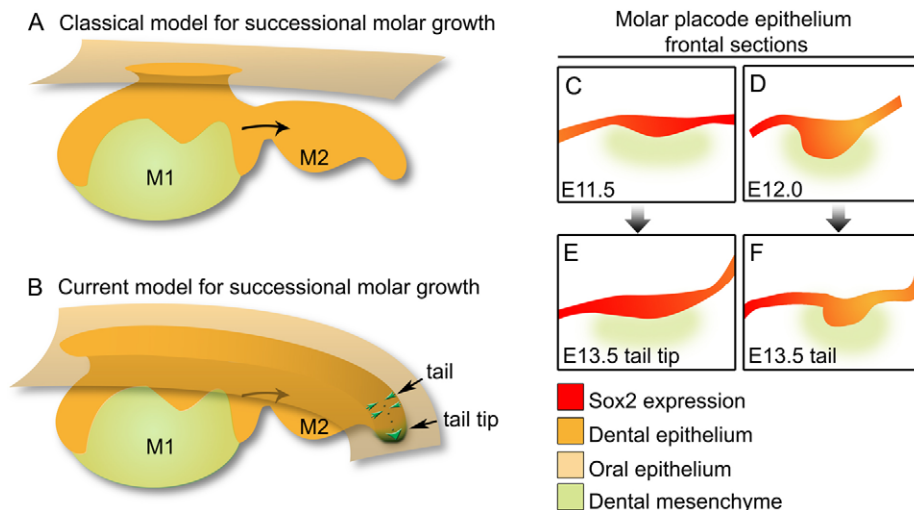 A Classical model for successional molar growth
M1
M2
B Current model for successional molar growth
tail
tail tip
M1
M2
Molar placode epithelium
frontal sections
C
E11.5
D
E12.0
E
E13.5 tail tip
F
E13.5 tail
Sox2 expression
Dental epithelium
Oral epithelium
Dental mesenchyme